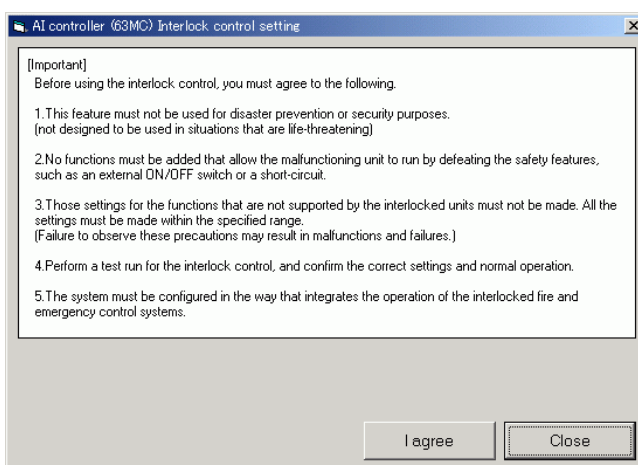 AI controller (63MC) Interlock control setting
[Important]
Before using the interlock control, you must agree to the following.
1.This feature must not be used for disaster prevention or security purposes.
(not designed to be used in situations that are life-threatening)
2.No functions must be added that allow the malfunctioning unit to run by defeating the safety features,
such as an external ON/OFF switch or a short-circuit.
3.Those settings for the functions that are not supported by the interlocked units must not be made. All the
settings must be made within the specified range.
(Failure to observe these precautions may result in malfunctions and failures.)
4.Perform a test run for the interlock control, and confirm the correct settings and normal operation.
5.The system must be configured in the way that integrates the operation of the interlocked fire and
emergency control systems.
I agree
Close